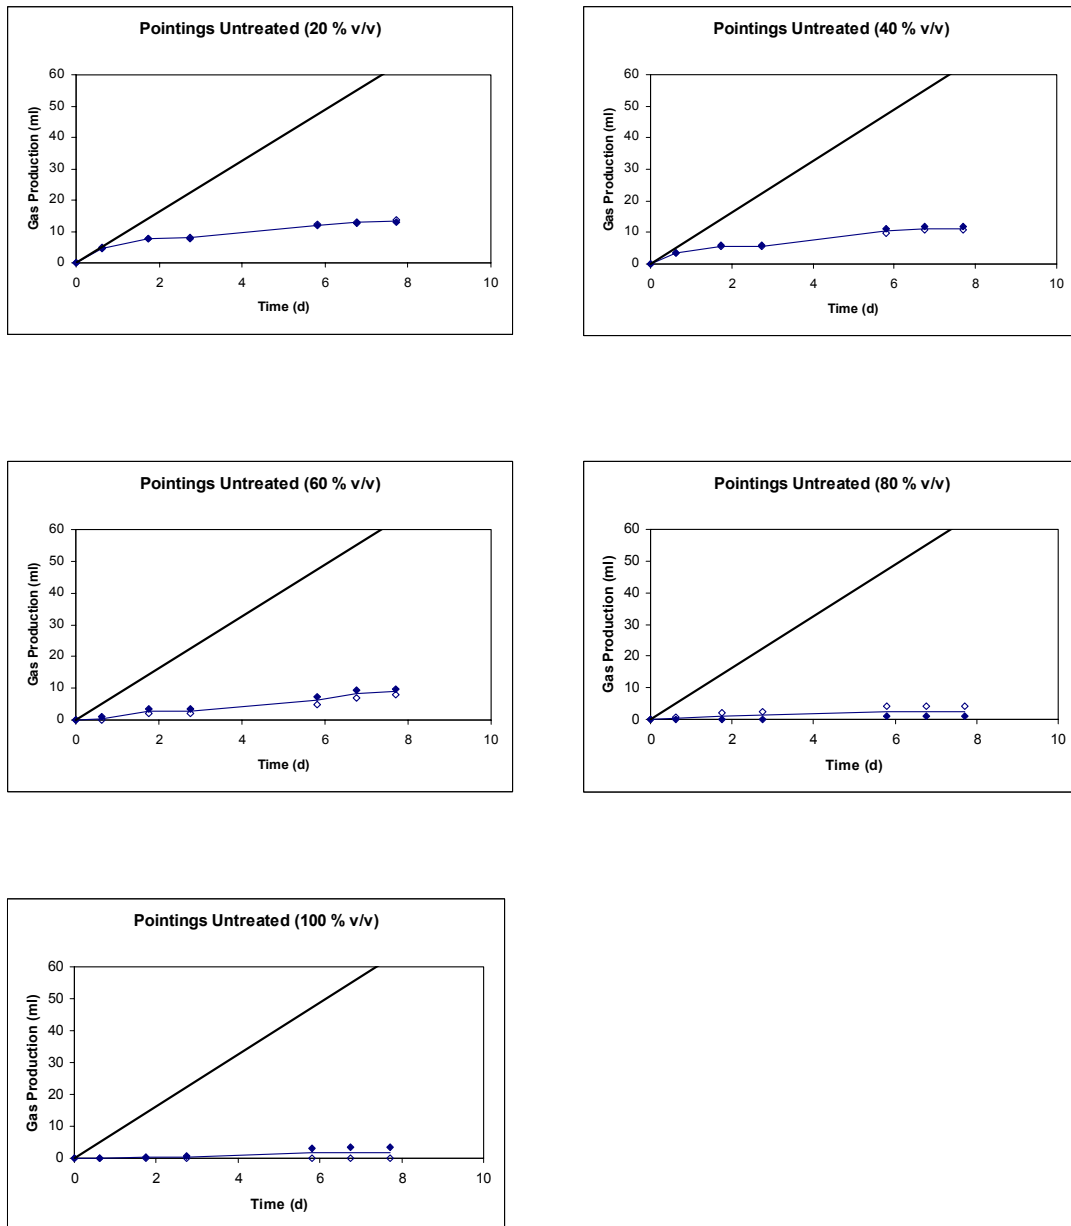 Pointings Untreated (20 % v/v)
60
50
40
30
20
10
0
0 2 4 6 8 10
Gas Production (ml)
Time (d)
Pointings Untreated (40 % v/v)
60
50
40
30
20
10
0
0 2 4 6 8 10
Gas Production (ml)
Time (d)
Pointings Untreated (60 % v/v)
60
50
40
30
20
10
0
0 2 4 6 8 10
Gas Production (ml)
Time (d)
Pointings Untreated (80 % v/v)
60
50
40
30
20
10
0
0 2 4 6 8 10
Gas Production (ml)
Time (d)
Pointings Untreated (100 % v/v)
60
50
40
30
20
10
0
0 2 4 6 8 10
Gas Production (ml)
Time (d)